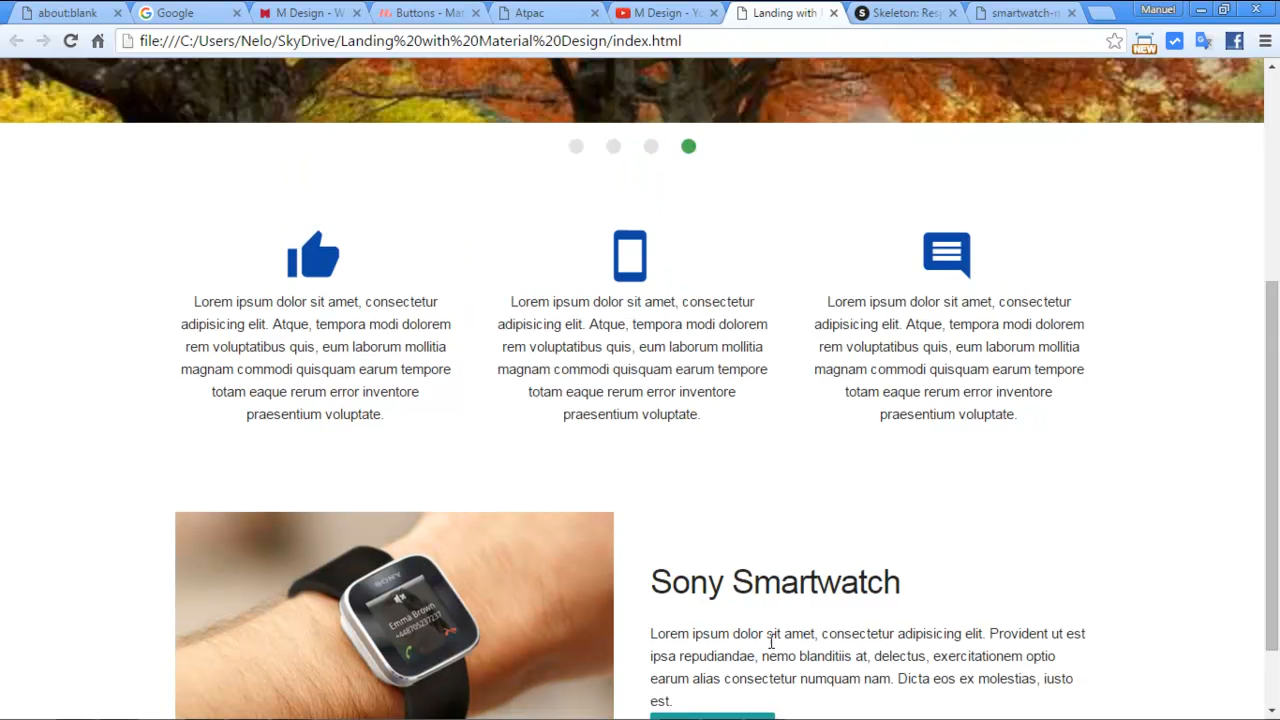 about:blank
Google
M Design - W
Buttons - Mat
Atpac
M Design - Yo
Landing with
Skeleton: Res
smartwatch-n
Manuel
file:///C:/Users/Nelo/SkyDrive/Landing%20with%20Material%20Design/index.html
NEW
Lorem ipsum dolor sit amet, consectetur
adipisicing elit. Atque, tempora modi dolorem
rem voluptatibus quis, eum laborum mollitia
magnam commodi quisquam earum tempore
totam eaque rerum error inventore
praesentium voluptate.
Lorem ipsum dolor sit amet, consectetur
adipisicing elit. Atque, tempora modi dolorem
rem voluptatibus quis, eum laborum mollitia
magnam commodi quisquam earum tempore
totam eaque rerum error inventore
praesentium voluptate.
Lorem ipsum dolor sit amet, consectetur
adipisicing elit. Atque, tempora modi dolorem
rem voluptatibus quis, eum laborum mollitia
magnam commodi quisquam earum tempore
totam eaque rerum error inventore
praesentium voluptate.
SONY
Emma Brown
+448705237237
Sony Smartwatch
Lorem ipsum dolor sit amet, consectetur adipisicing elit. Provident ut est
ipsa repudiandae, nemo blanditiis at, delectus, exercitationem optio
earum alias consectetur numquam nam. Dicta eos ex molestias, iusto
est.